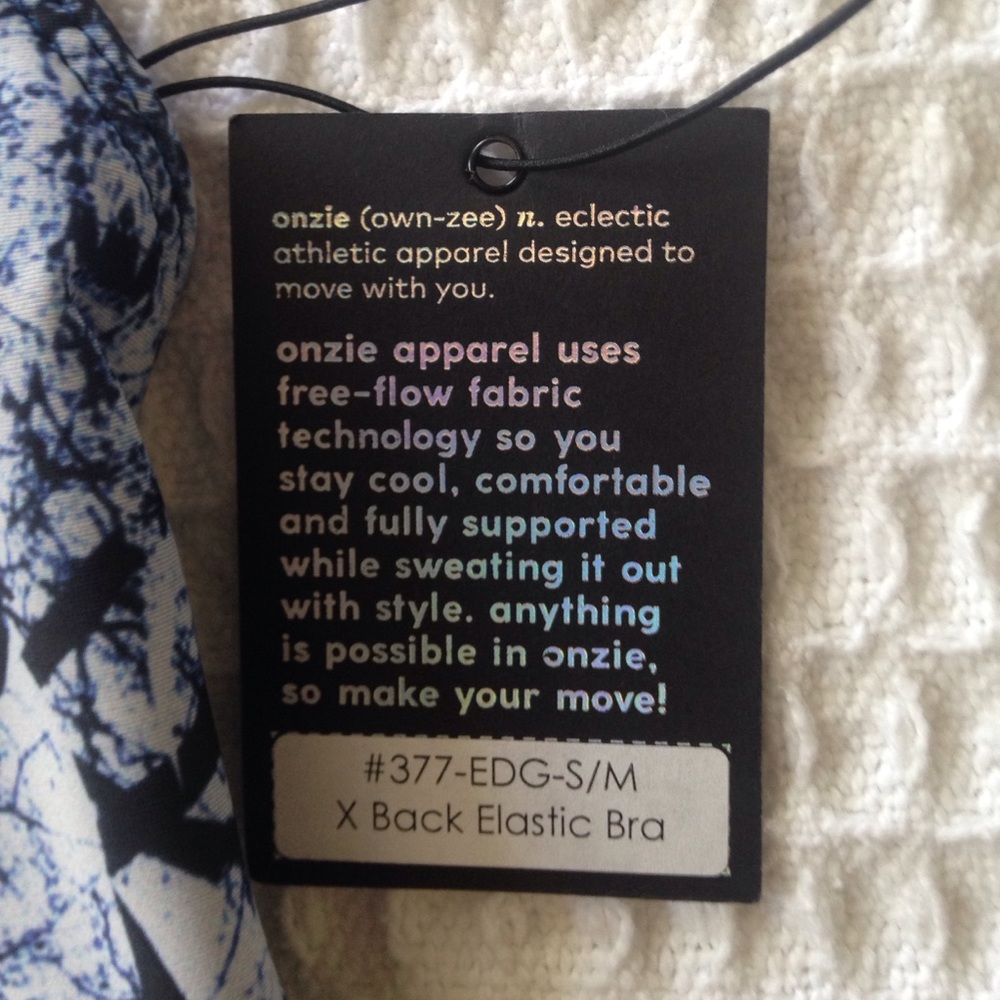 onzie (own-zee) n. eclectic
athletic apparel designed to
move with you.
onzie apparel uses
free-flow fabric
technology so you
stay cool, comfortable
and fully supported
while sweating it out
with style. anything
is possible in onzie,
so make your move!
#377-EDG-S/M
X Back Elastic Bra